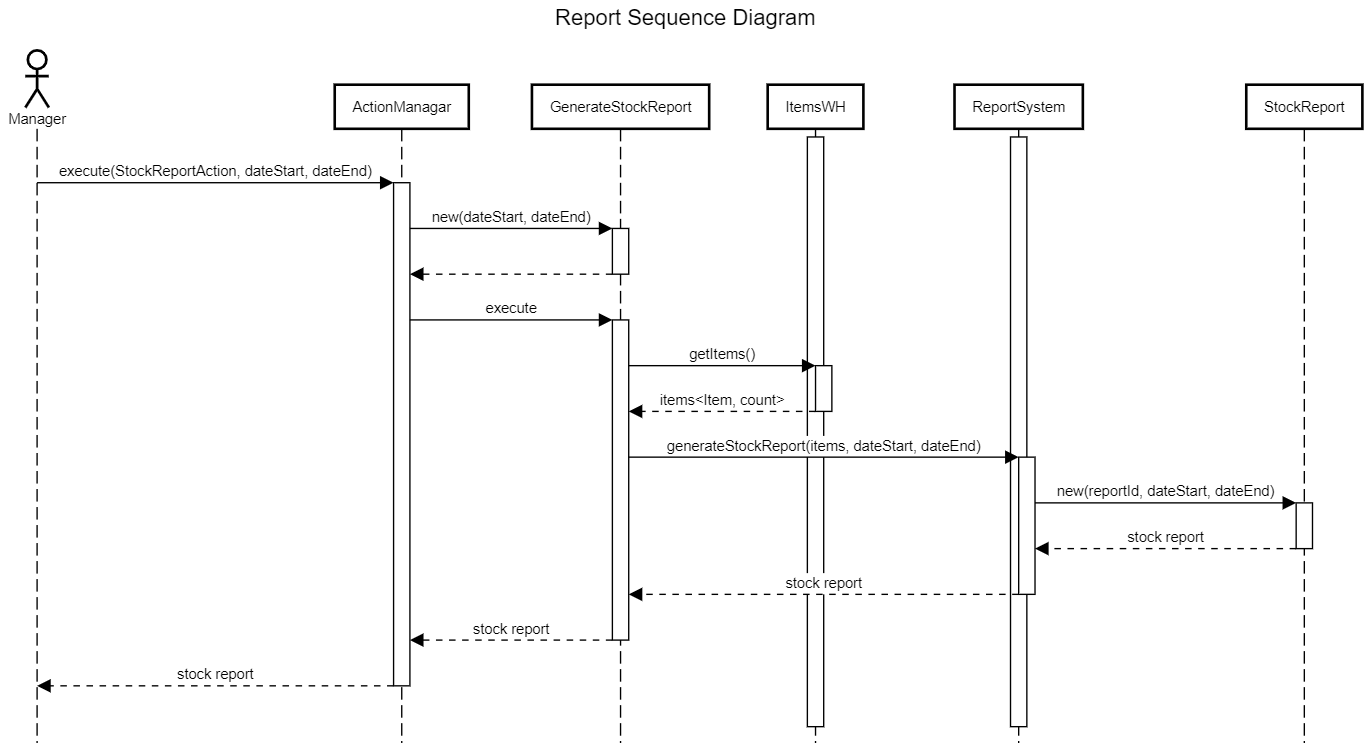 Report Sequence Diagram
Manager
ActionManagar
GenerateStockReport
ItemsWH
ReportSystem
StockReport
execute(StockReportAction, dateStart, dateEnd)
new(dateStart, dateEnd)
execute
getItems()
items<Item, count>
generateStockReport(items, dateStart, dateEnd)
new(reportId, dateStart, dateEnd)
stock report
stock report
stock report
stock report